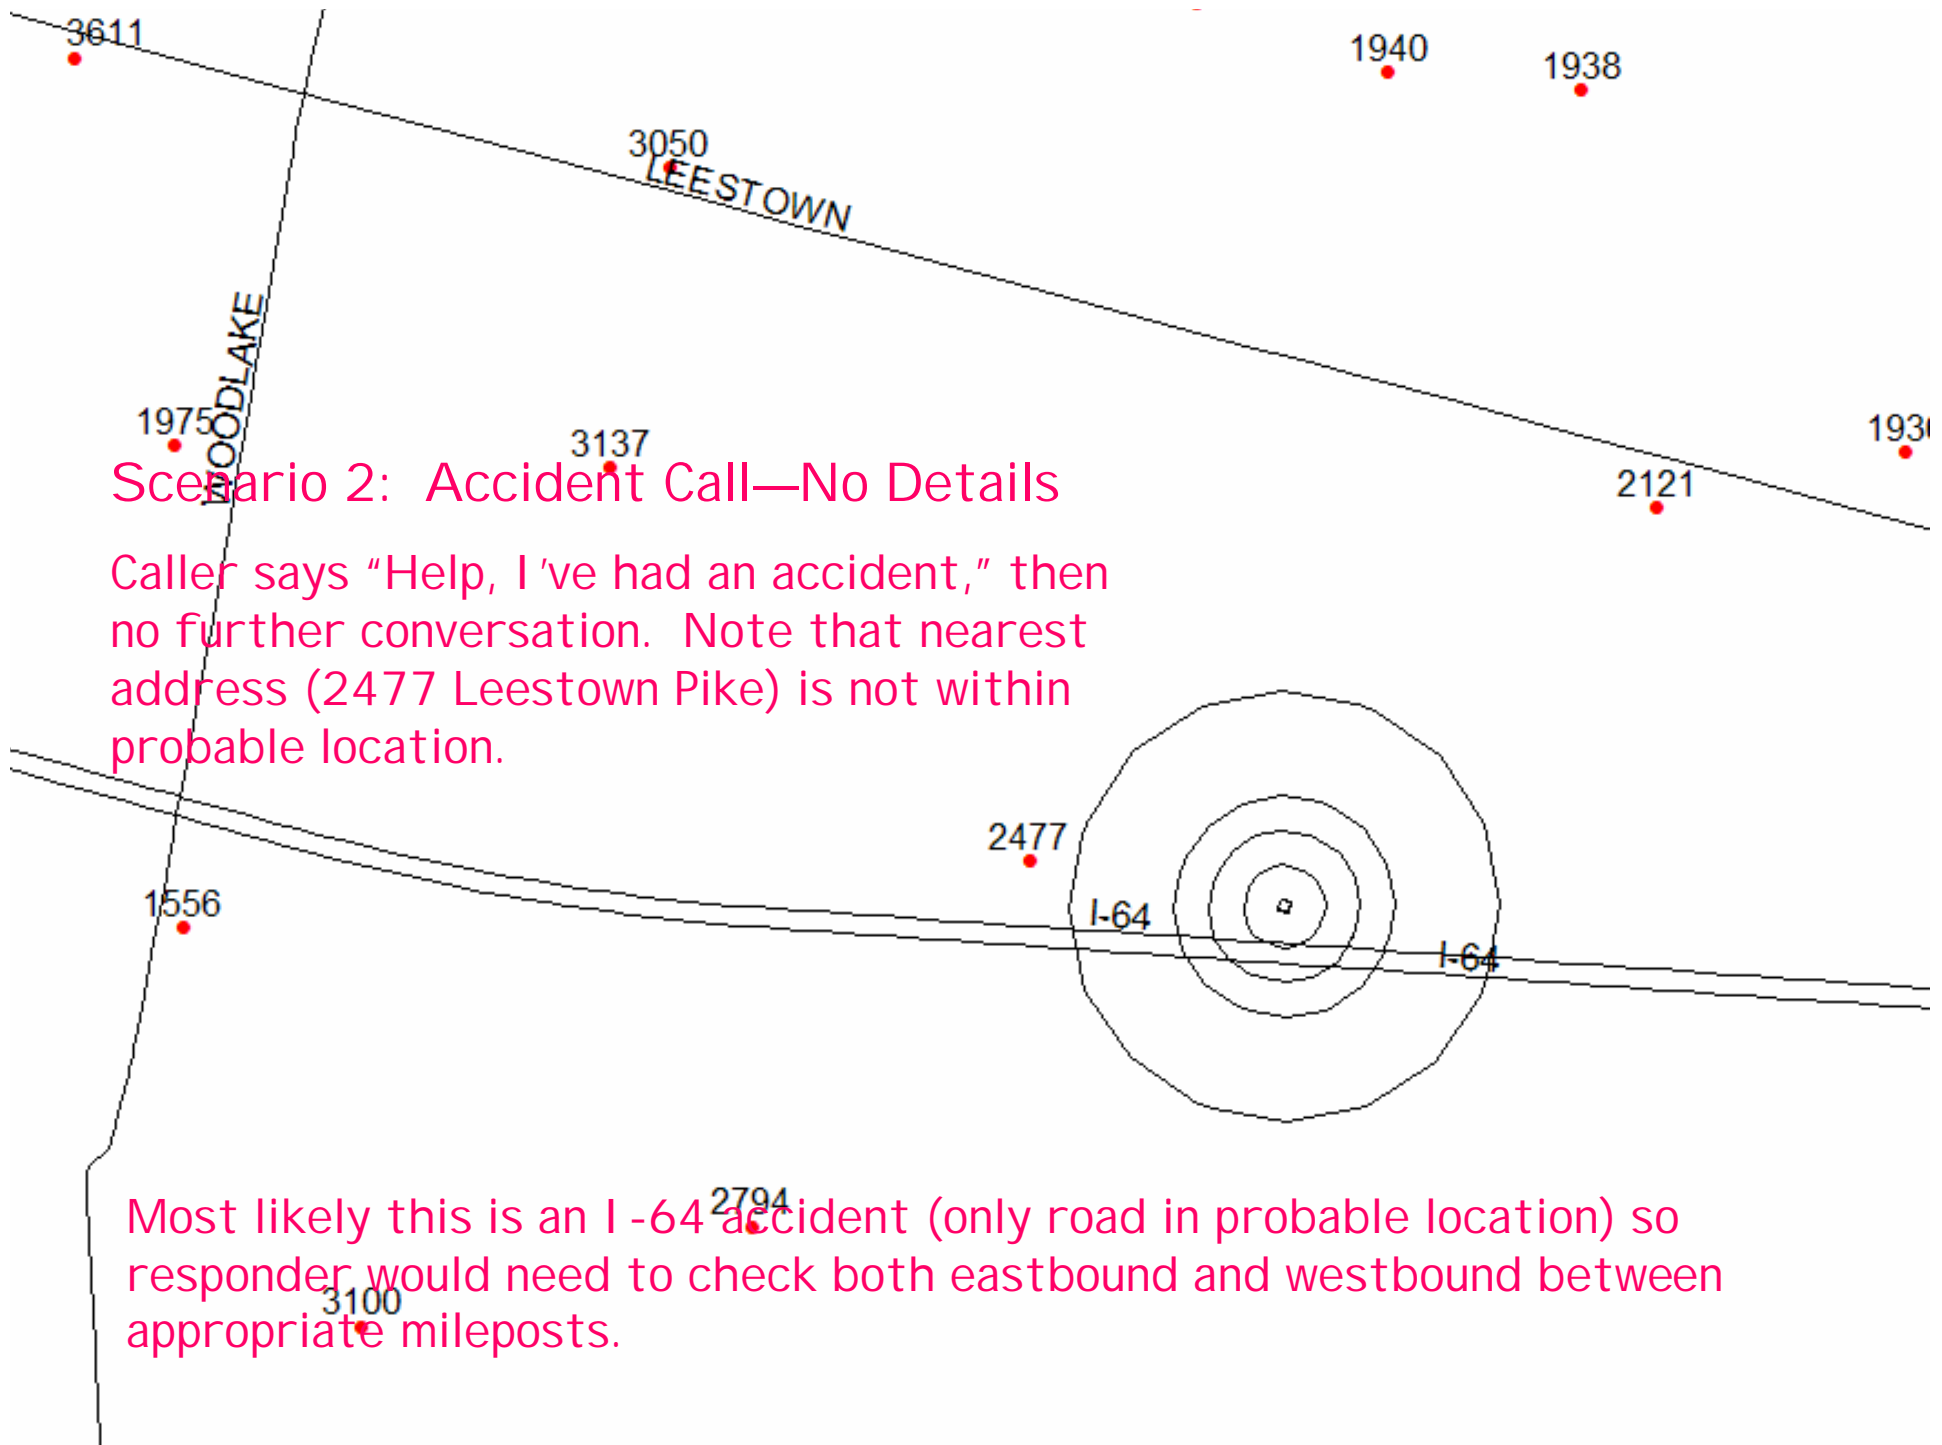 3611
1940
1938
3050
LEESTOWN
WOODLAKE
1975
3137
2121
Scenario 2: Accident Call—No Details
Caller says “Help, I’ve had an accident,” then
no further conversation. Note that nearest
address (2477 Leestown Pike) is not within
probable location.
2477
1556
I-64
I-64
2794
Most likely this is an I-64 accident (only road in probable location) so
responder would need to check both eastbound and westbound between
3100
appropriate mileposts.